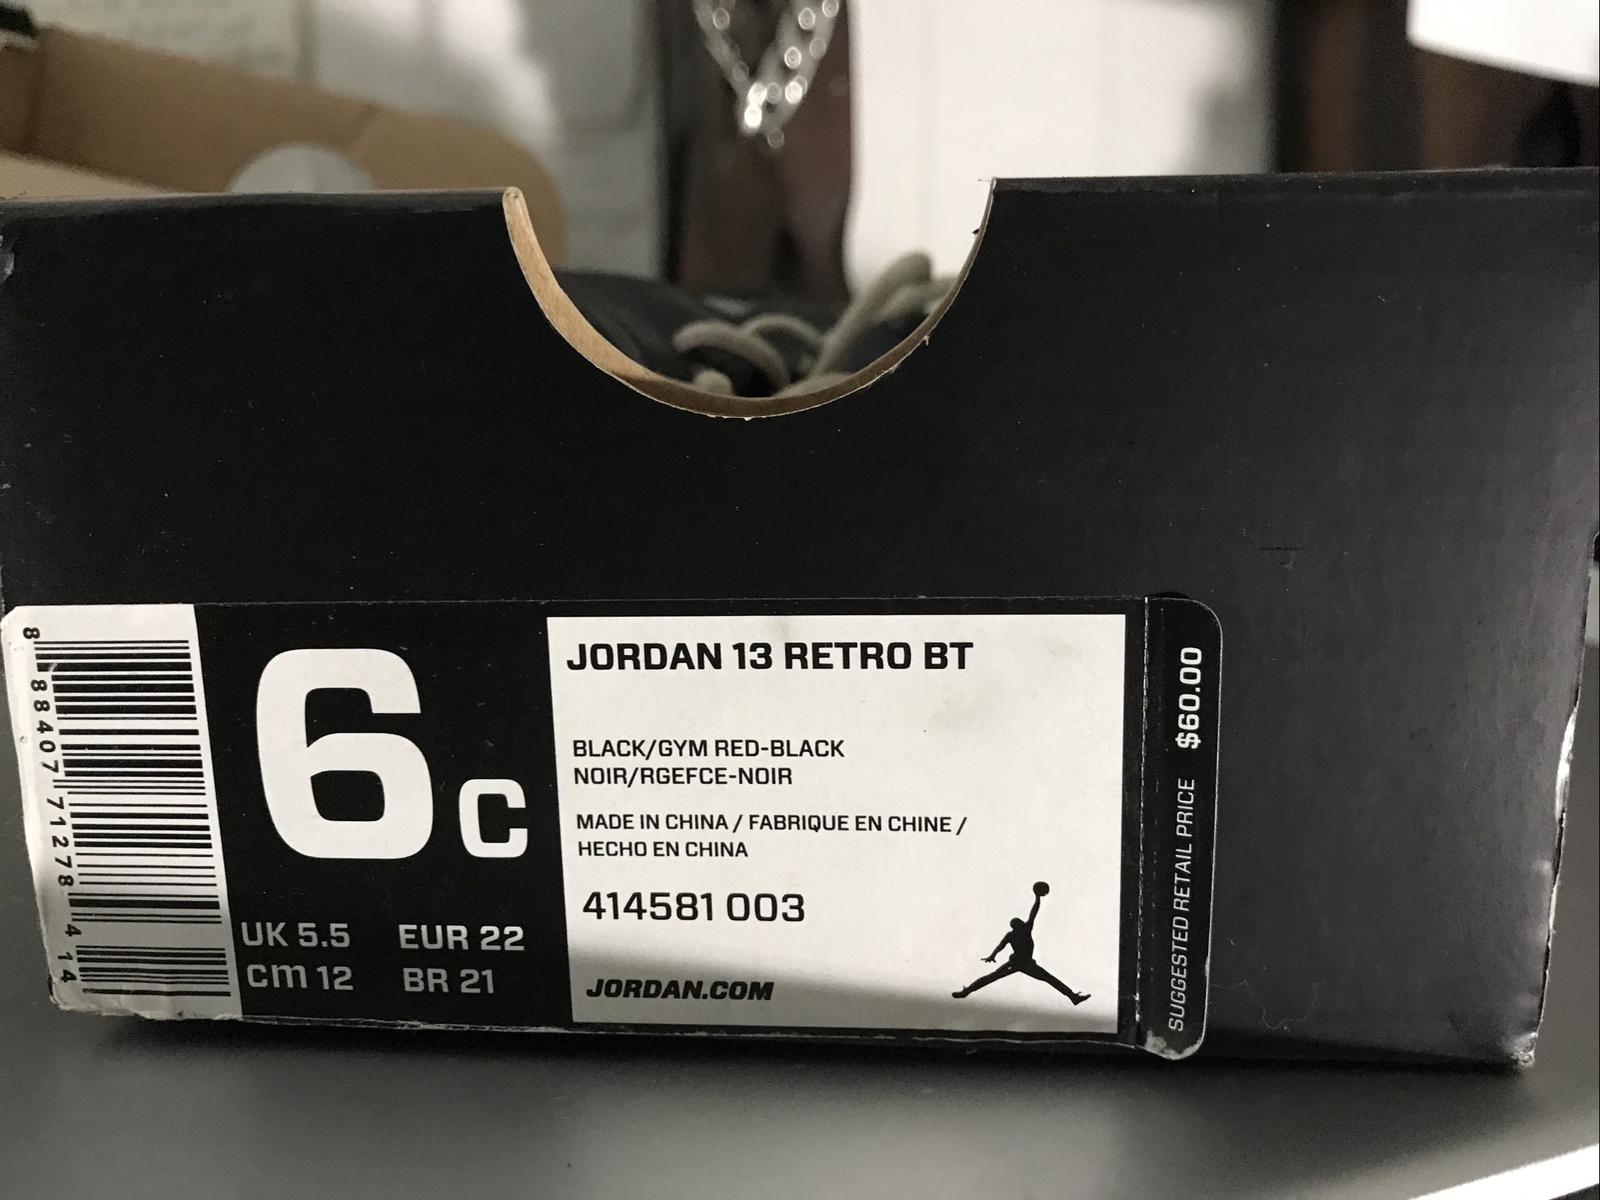 8 88407 71278 4 14
6C
UK 5.5 EUR 22
cm 12 BR 21
JORDAN 13 RETRO BT
BLACK/GYM RED-BLACK
NOIR/RGEFCE-NOIR
MADE IN CHINA / FABRIQUE EN CHINE /
HECHO EN CHINA
414581 003
JORDAN.COM
SUGGESTED RETAIL PRICE $60.00